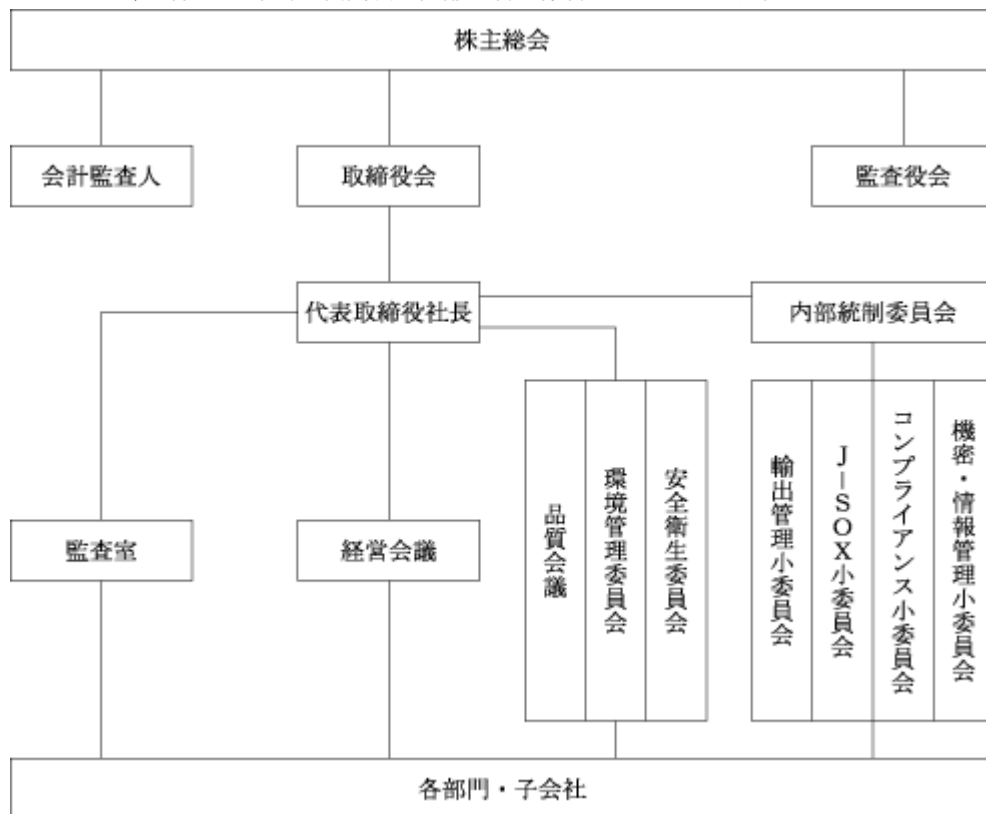 株主総会
会計監査人
取締役会
監査役会
代表取締役社長
内部統制委員会
監査室
経営会議
品質会議
環境管理委員会
安全衛生委員会
輸出管理小委員会
J－SOX小委員会
コンプライアンス小委員会
機密・情報管理小委員会
各部門・子会社